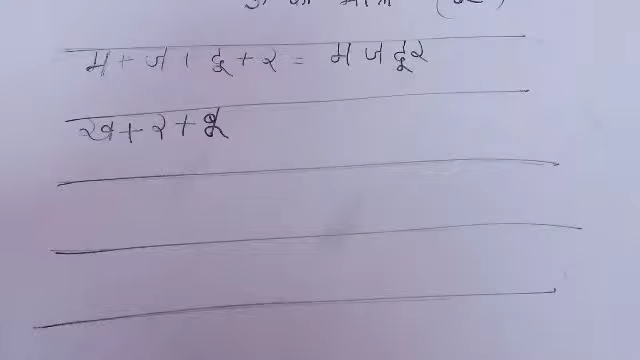 की मात्रा
म + ज + दू + र = मजदूर
ख + र + बू